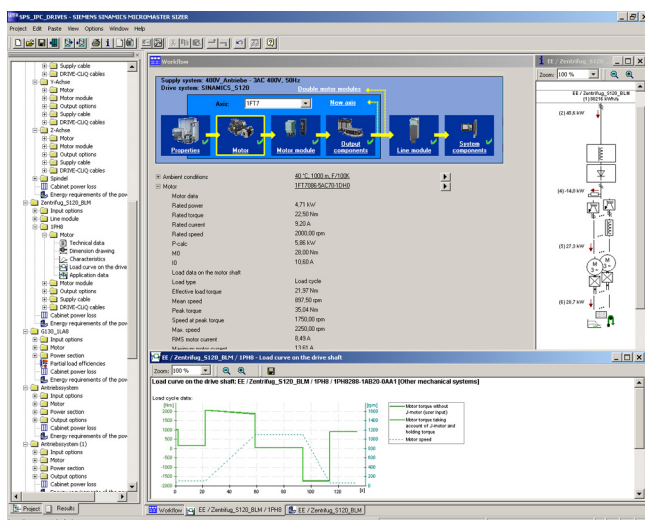 SPS_IPC_DRIVES - SIEMENS SINAMICS MICROMASTER SIZER
Project Edit Paste View Options Window Help
Supply cable
DRIVE-CLiQ cables
Y-Achse
Motor
Motor module
Output options
Supply cable
DRIVE-CLiQ cables
Z-Achse
Motor
Motor module
Output options
Supply cable
DRIVE-CLiQ cables
Spindel
Cabinet power loss
Energy requirements of the pow
Zentrifug_S120_BLM
Input options
Line module
1PH8
Motor
Technical data
Dimension drawing
Characteristics
Load curve on the drive
Application data
Motor module
Output options
Supply cable
DRIVE-CLiQ cables
Cabinet power loss
Energy requirements of the pow
G130_1LA8
Input options
Motor
Power section
Partial load efficiencies
Cabinet power loss
Energy requirements of the pow
Antriebssystem
Input options
Motor
Power section
Output options
Cabinet power loss
Energy requirements of the pow
Antriebssystem (1)
Input options
Motor
Power section
Output options
Cabinet power loss
Project Results
Workflow
Supply system: 400V_Antriebe - 3AC 400V, 50Hz
Drive system: SINAMICS_S120
Double motor modules
Axis: 1FT7
New axis
Properties
Motor
Motor module
Output components
Line module
System components
Ambient conditions 40 °C, 1000 m, F/100K
Motor 1FT7086-5AC70-1DH0
Motor data
Rated power 4,71 kW
Rated torque 22,50 Nm
Rated current 9,20 A
Rated speed 2000,00 rpm
P-calc 5,86 kW
M0 28,00 Nm
I0 10,60 A
Load data on the motor shaft
Load type Load cycle
Effective load torque 21,97 Nm
Mean speed 897,50 rpm
Peak torque 35,04 Nm
Speed at peak torque 1750,00 rpm
Max. speed 2250,00 rpm
RMS motor current 8,49 A
Maximum motor current 13,61 A
EE / Zentrifug_S120
Zoom: 100 %
EE / Zentrifug_S120_BLM
(2) 45,6 kW
(4) -14,0 kW
(5) 27,3 kW
M
3~
M
3~
(6) 20,7 kW
EE / Zentrifug_S120_BLM / 1PH8 - Load curve on the drive shaft
Zoom: 100 %
Load curve on the drive shaft: EE / Zentrifug_S120_BLM / 1PH8 / 1PH8288-1AB20-0AA1 [Other mechanical systems]
Load cycle data:
[Nm]
2000
1500
1000
500
0
-500
-1000
-1500
-2000
[rpm]
1600
1400
1200
1000
800
600
400
200
0
0 20 40 60 80 100 120 [s]
Motor torque without J-motor (user input)
Motor torque taking account of J-motor and holding torque
Motor speed
Workflow EE / Zentrifug_S120_BLM / 1PH8 EE / Zentrifug_S120_BLM